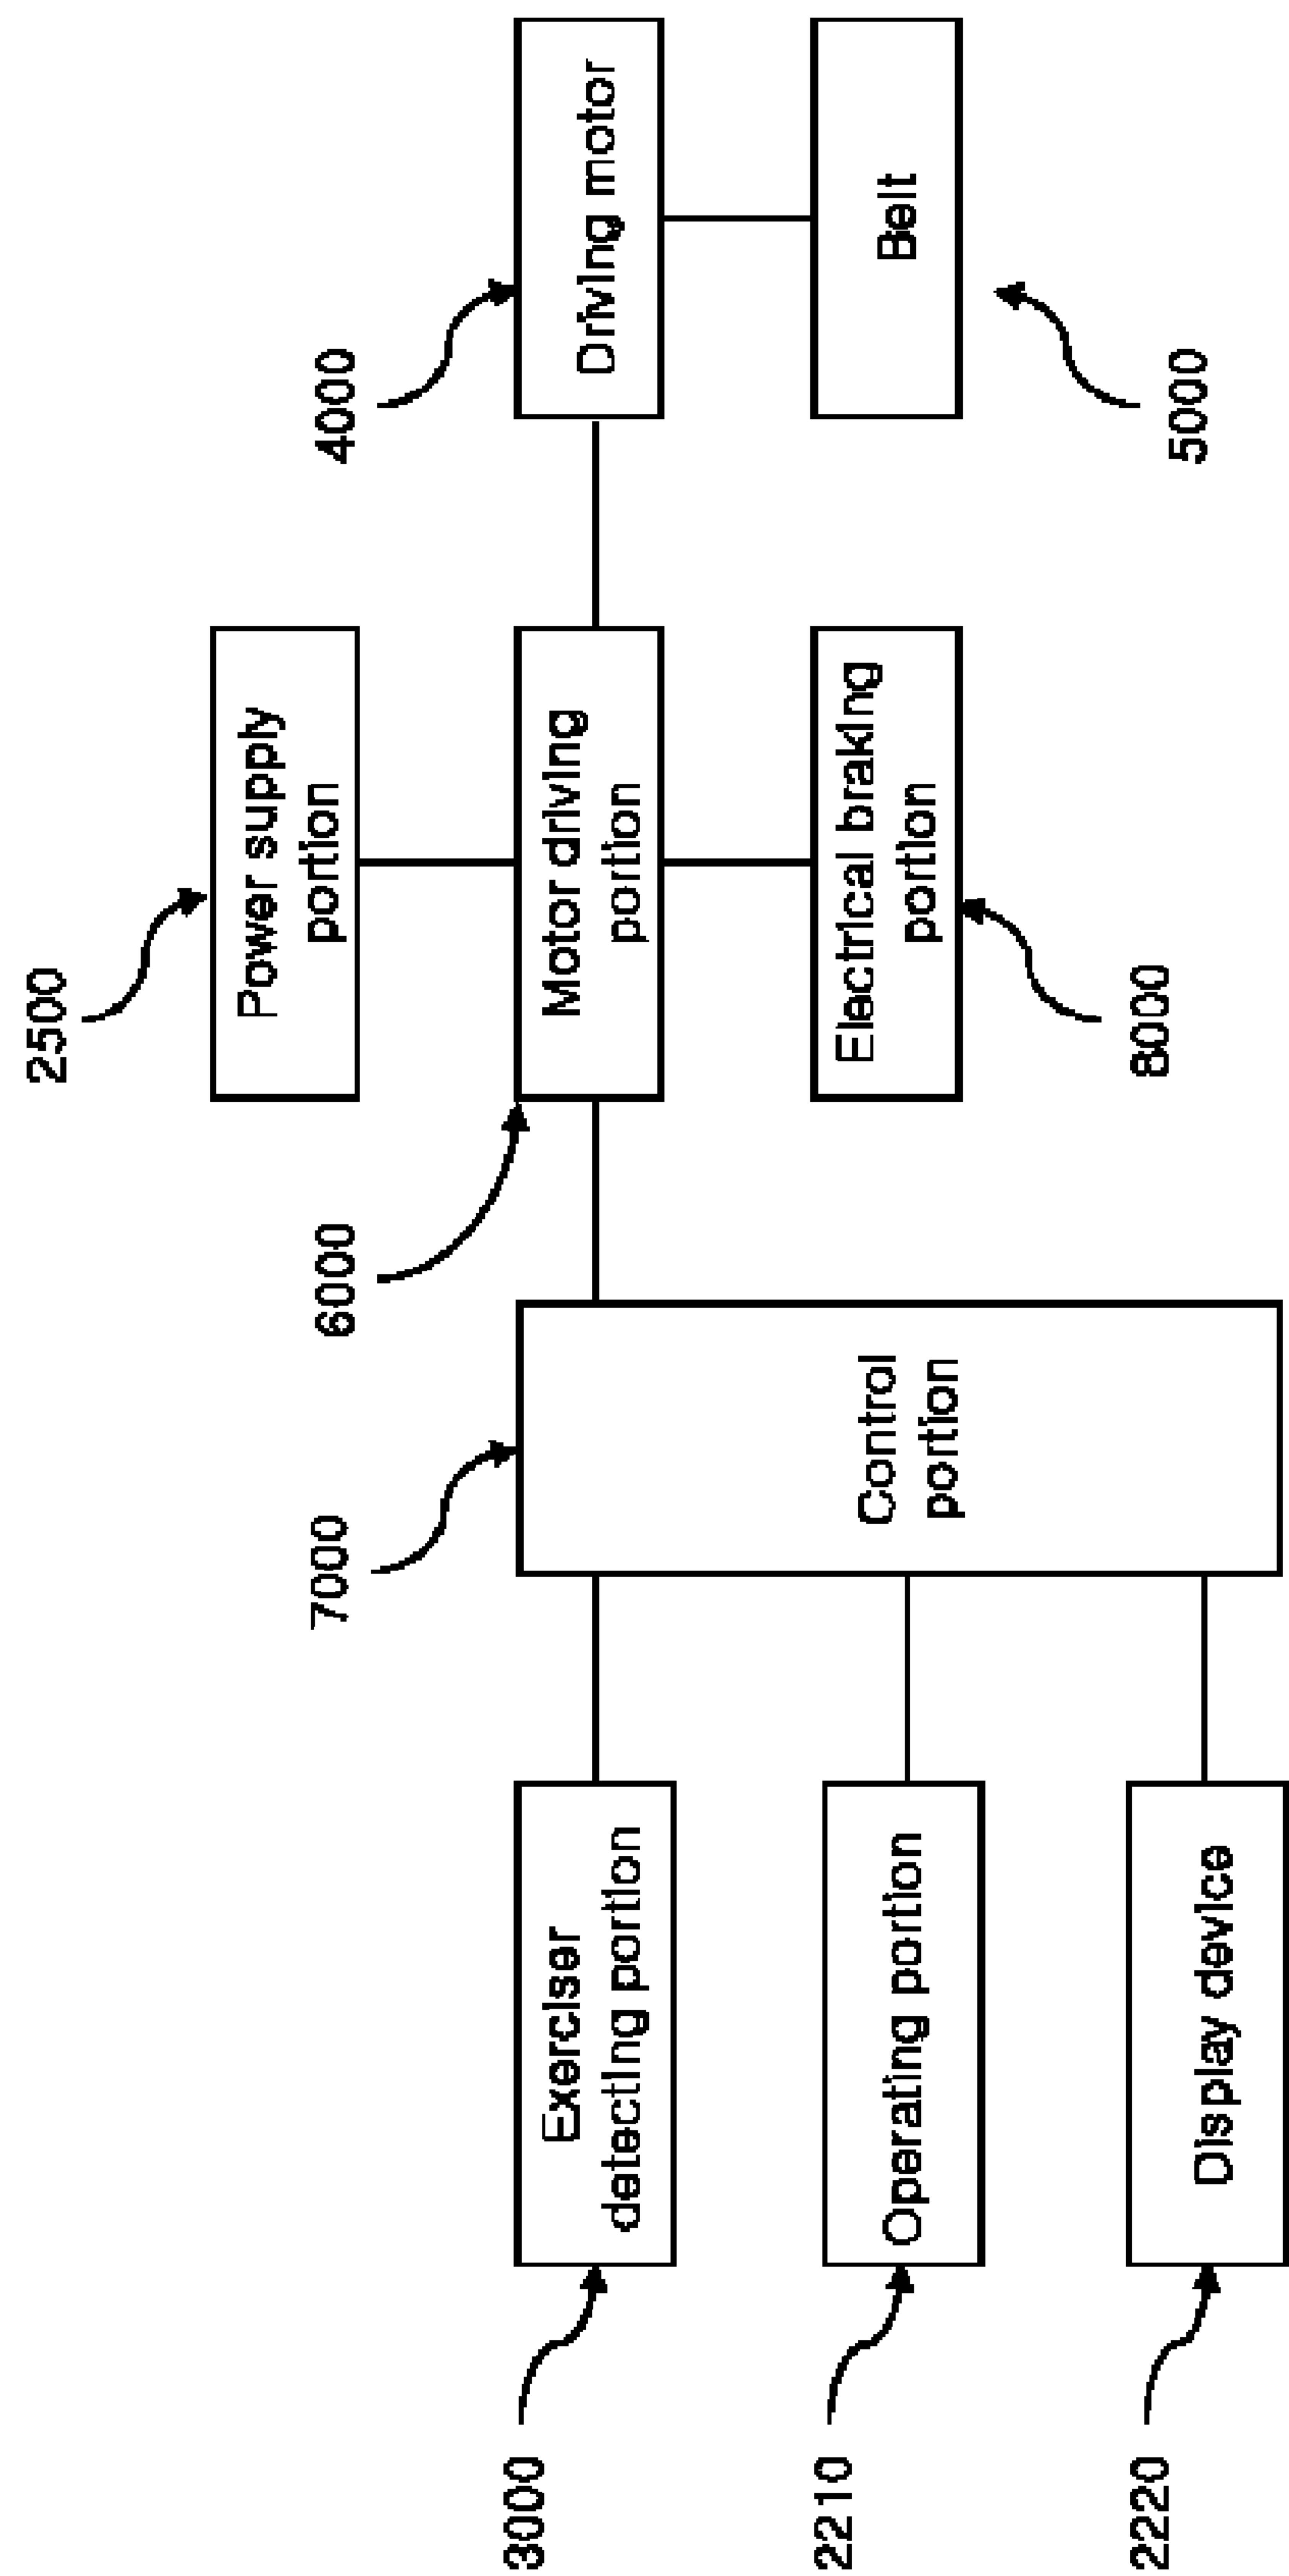 2500
Power supply
portion
4000
Driving motor
6000
Motor driving
portion
7000
Control
portion
3000
Exerciser
detecting portion
2210
Operating portion
2220
Display device
Electrical braking
portion
8000
Belt
5000